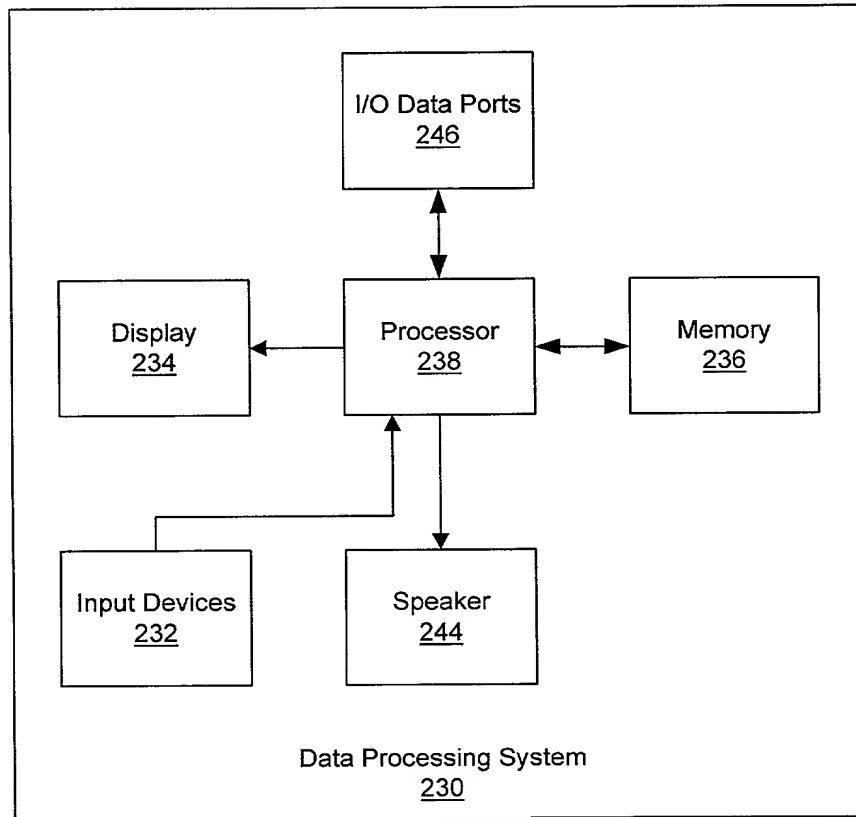 I/O Data Ports
246
Display
234
Processor
238
Memory
236
Input Devices
232
Speaker
244
Data Processing System
230